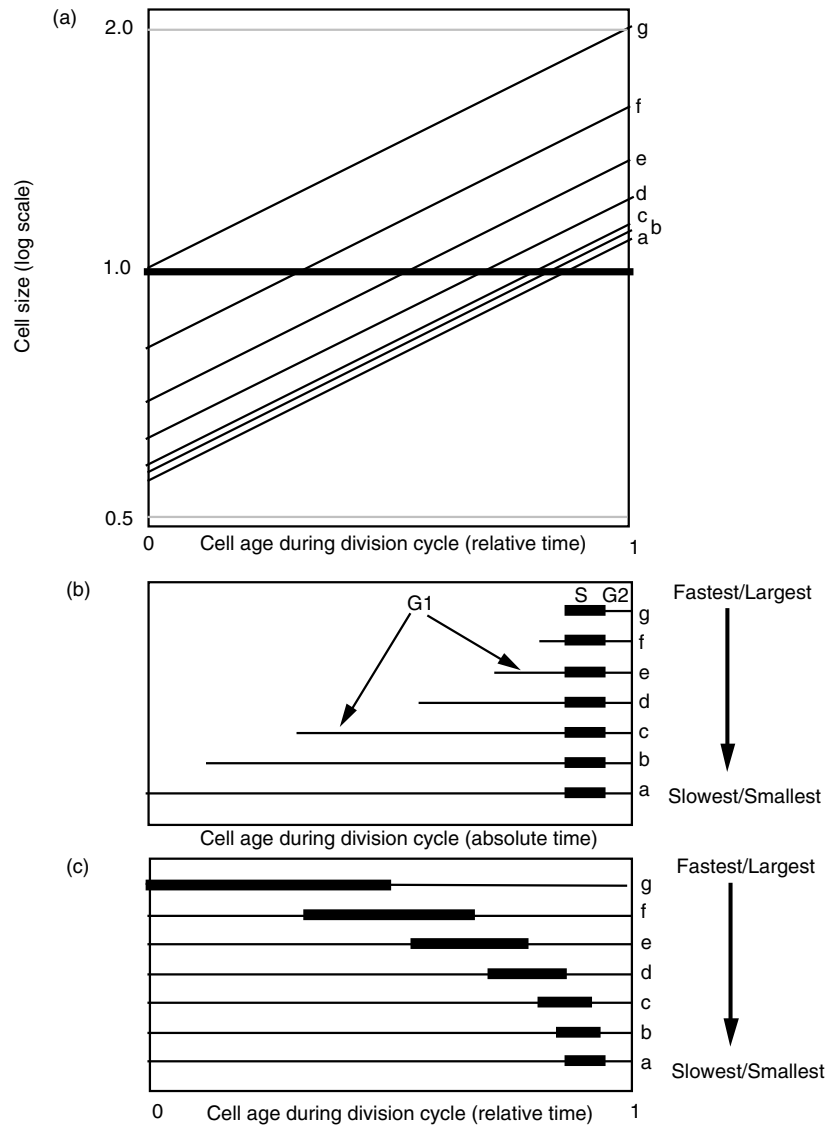 (a)
2.0
1.0
0.5
Cell size (log scale)
g
f
e
d
c
b
a
0
Cell age during division cycle (relative time)
1
(b)
G1
S G2
g
f
e
d
c
b
a
Fastest/Largest
Slowest/Smallest
Cell age during division cycle (absolute time)
(c)
g
f
e
d
c
b
a
Fastest/Largest
Slowest/Smallest
0
Cell age during division cycle (relative time)
1